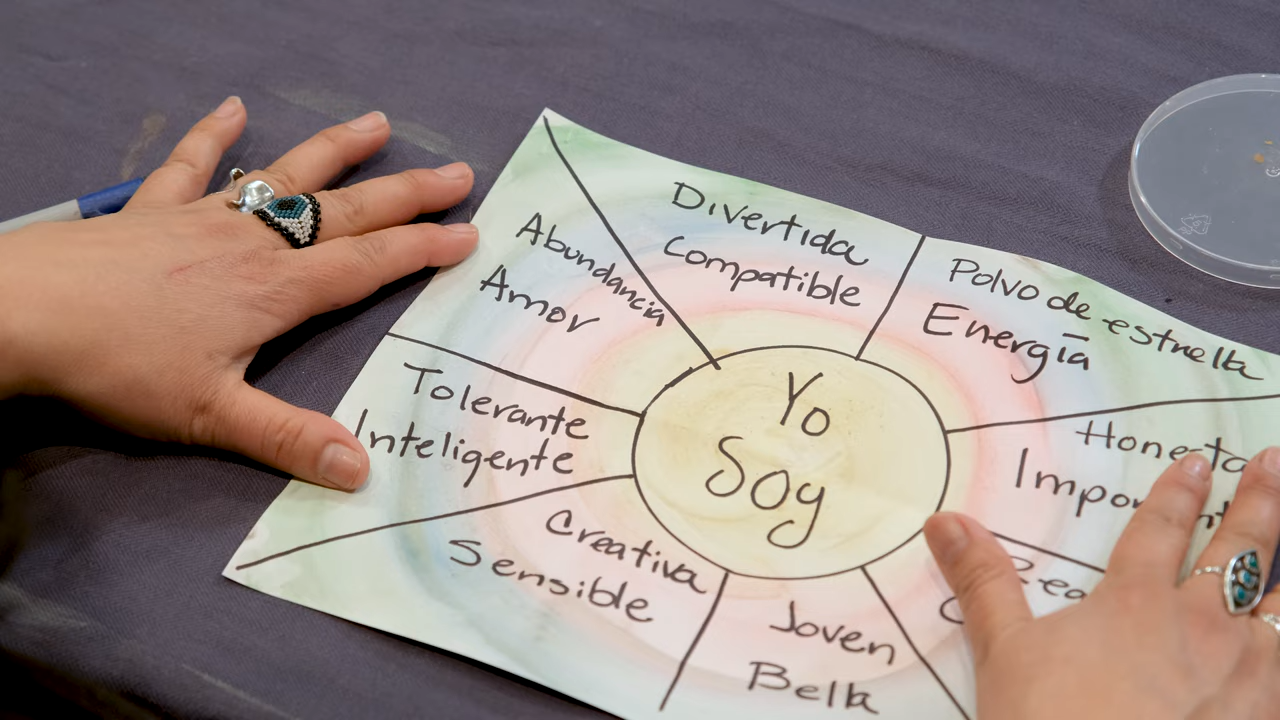 Divertida
Compatible
Polvo de estrella
Energía
Abundancia
Amor
Yo
Soy
Tolerante
Inteligente
Creativa
Sensible
Joven
Bella